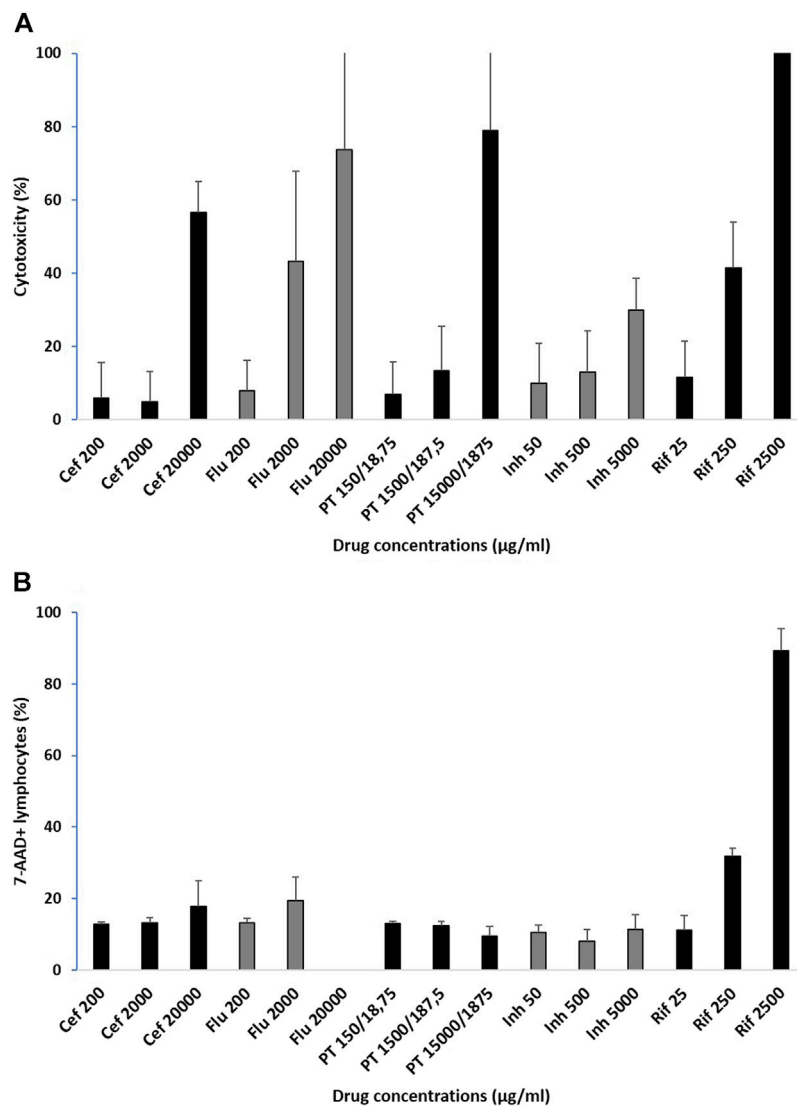 A
Cytotoxicity (%)
100
80
60
40
20
0
Cef 200
Cef 2000
Cef 20000
Flu 200
Flu 2000
Flu 20000
PT 150/18,75
PT 1500/187,5
PT 15000/1875
Inh 50
Inh 500
Inh 5000
Rif 25
Rif 250
Rif 2500
Drug concentrations (µg/ml)
B
7-AAD+ lymphocytes (%)
100
80
60
40
20
0
Cef 200
Cef 2000
Cef 20000
Flu 200
Flu 2000
Flu 20000
PT 150/18,75
PT 1500/187,5
PT 15000/1875
Inh 50
Inh 500
Inh 5000
Rif 25
Rif 250
Rif 2500
Drug concentrations (µg/ml)